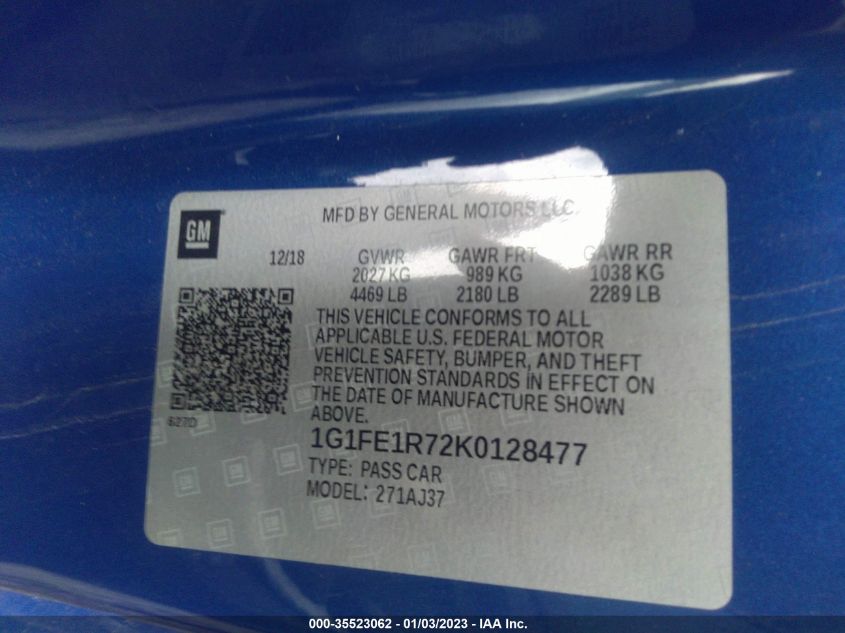 GM
MFD BY GENERAL MOTORS LLC
12/18 GVWR GAWR FRT GAWR RR
2027 KG 989 KG 1038 KG
4469 LB 2180 LB 2289 LB
THIS VEHICLE CONFORMS TO ALL
APPLICABLE U.S. FEDERAL MOTOR
VEHICLE SAFETY, BUMPER, AND THEFT
PREVENTION STANDARDS IN EFFECT ON
THE DATE OF MANUFACTURE SHOWN
ABOVE.
627D
1G1FE1R72K0128477
TYPE: PASS CAR
MODEL: 271AJ37
000-35523062 - 01/03/2023 - IAA Inc.